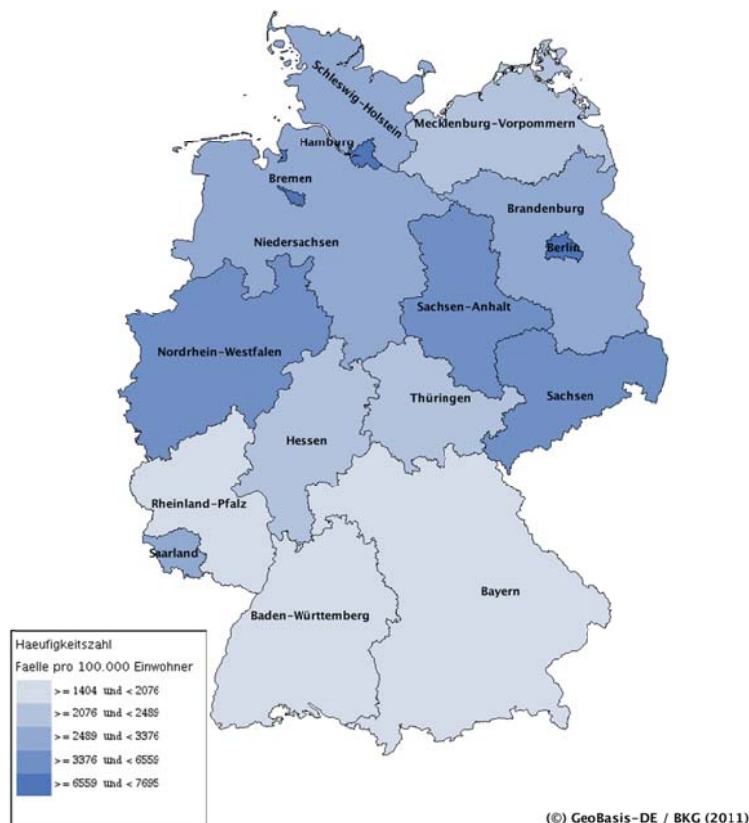 Schleswig-Holstein
Mecklenburg-Vorpommern
Hamburg
Bremen
Brandenburg
Niedersachsen
Berlin
Sachsen-Anhalt
Nordrhein-Westfalen
Thüringen
Sachsen
Hessen
Rheinland-Pfalz
Saarland
Bayern
Baden-Württemberg
Haeufigkeitszahl
Faelle pro 100.000 Einwohner
>= 1404 und < 2076
>= 2076 und < 2489
>= 2489 und < 3376
>= 3376 und < 6559
>= 6559 und < 7695
(©) GeoBasis-DE / BKG (2011)